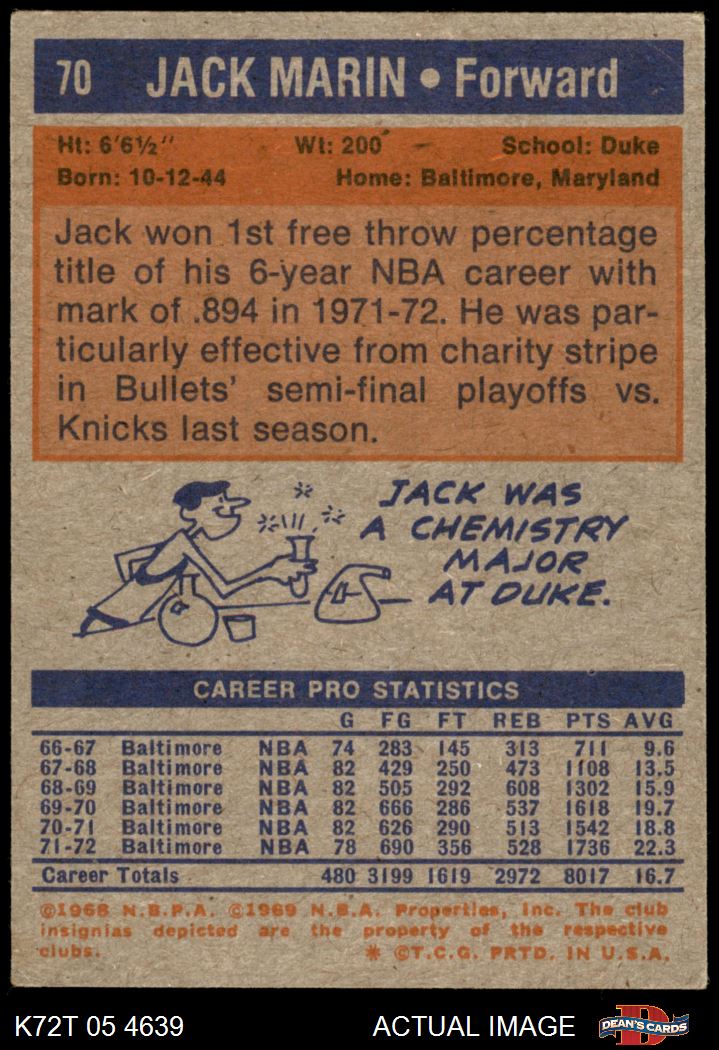 70 JACK MARIN • Forward
Ht: 6'6½" Wt: 200 School: Duke
Born: 10-12-44 Home: Baltimore, Maryland
Jack won 1st free throw percentage
title of his 6-year NBA career with
mark of .894 in 1971-72. He was par-
ticularly effective from charity stripe
in Bullets' semi-final playoffs vs.
Knicks last season.
JACK WAS
A CHEMISTRY
MAJOR
AT DUKE.
CAREER PRO STATISTICS
G FG FT REB PTS AVG
66-67 Baltimore NBA 74 283 145 313 711 9.6
67-68 Baltimore NBA 82 429 250 473 1108 13.5
68-69 Baltimore NBA 82 505 292 608 1302 15.9
69-70 Baltimore NBA 82 666 286 537 1618 19.7
70-71 Baltimore NBA 82 626 290 513 1542 18.8
71-72 Baltimore NBA 78 690 356 528 1736 22.3
Career Totals 480 3199 1619 2972 8017 16.7
©1968 N.B.P.A. ©1969 N.B.A. Properties, Inc. The club
insignias depicted are the property of the respective
clubs. * ©T.C.G. PRTD. IN U.S.A.
K72T 05 4639 ACTUAL IMAGE D DEAN'S CARDS